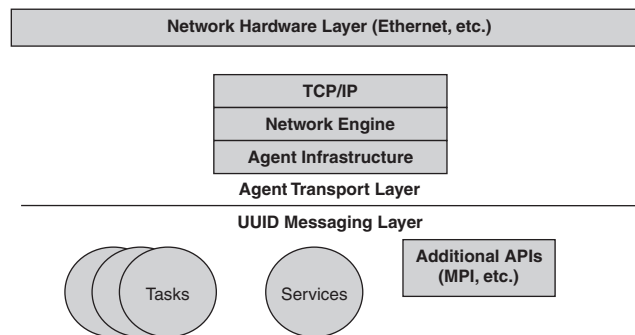 Network Hardware Layer (Ethernet, etc.)
TCP/IP
Network Engine
Agent Infrastructure
Agent Transport Layer
UUID Messaging Layer
Tasks
Services
Additional APIs
(MPI, etc.)